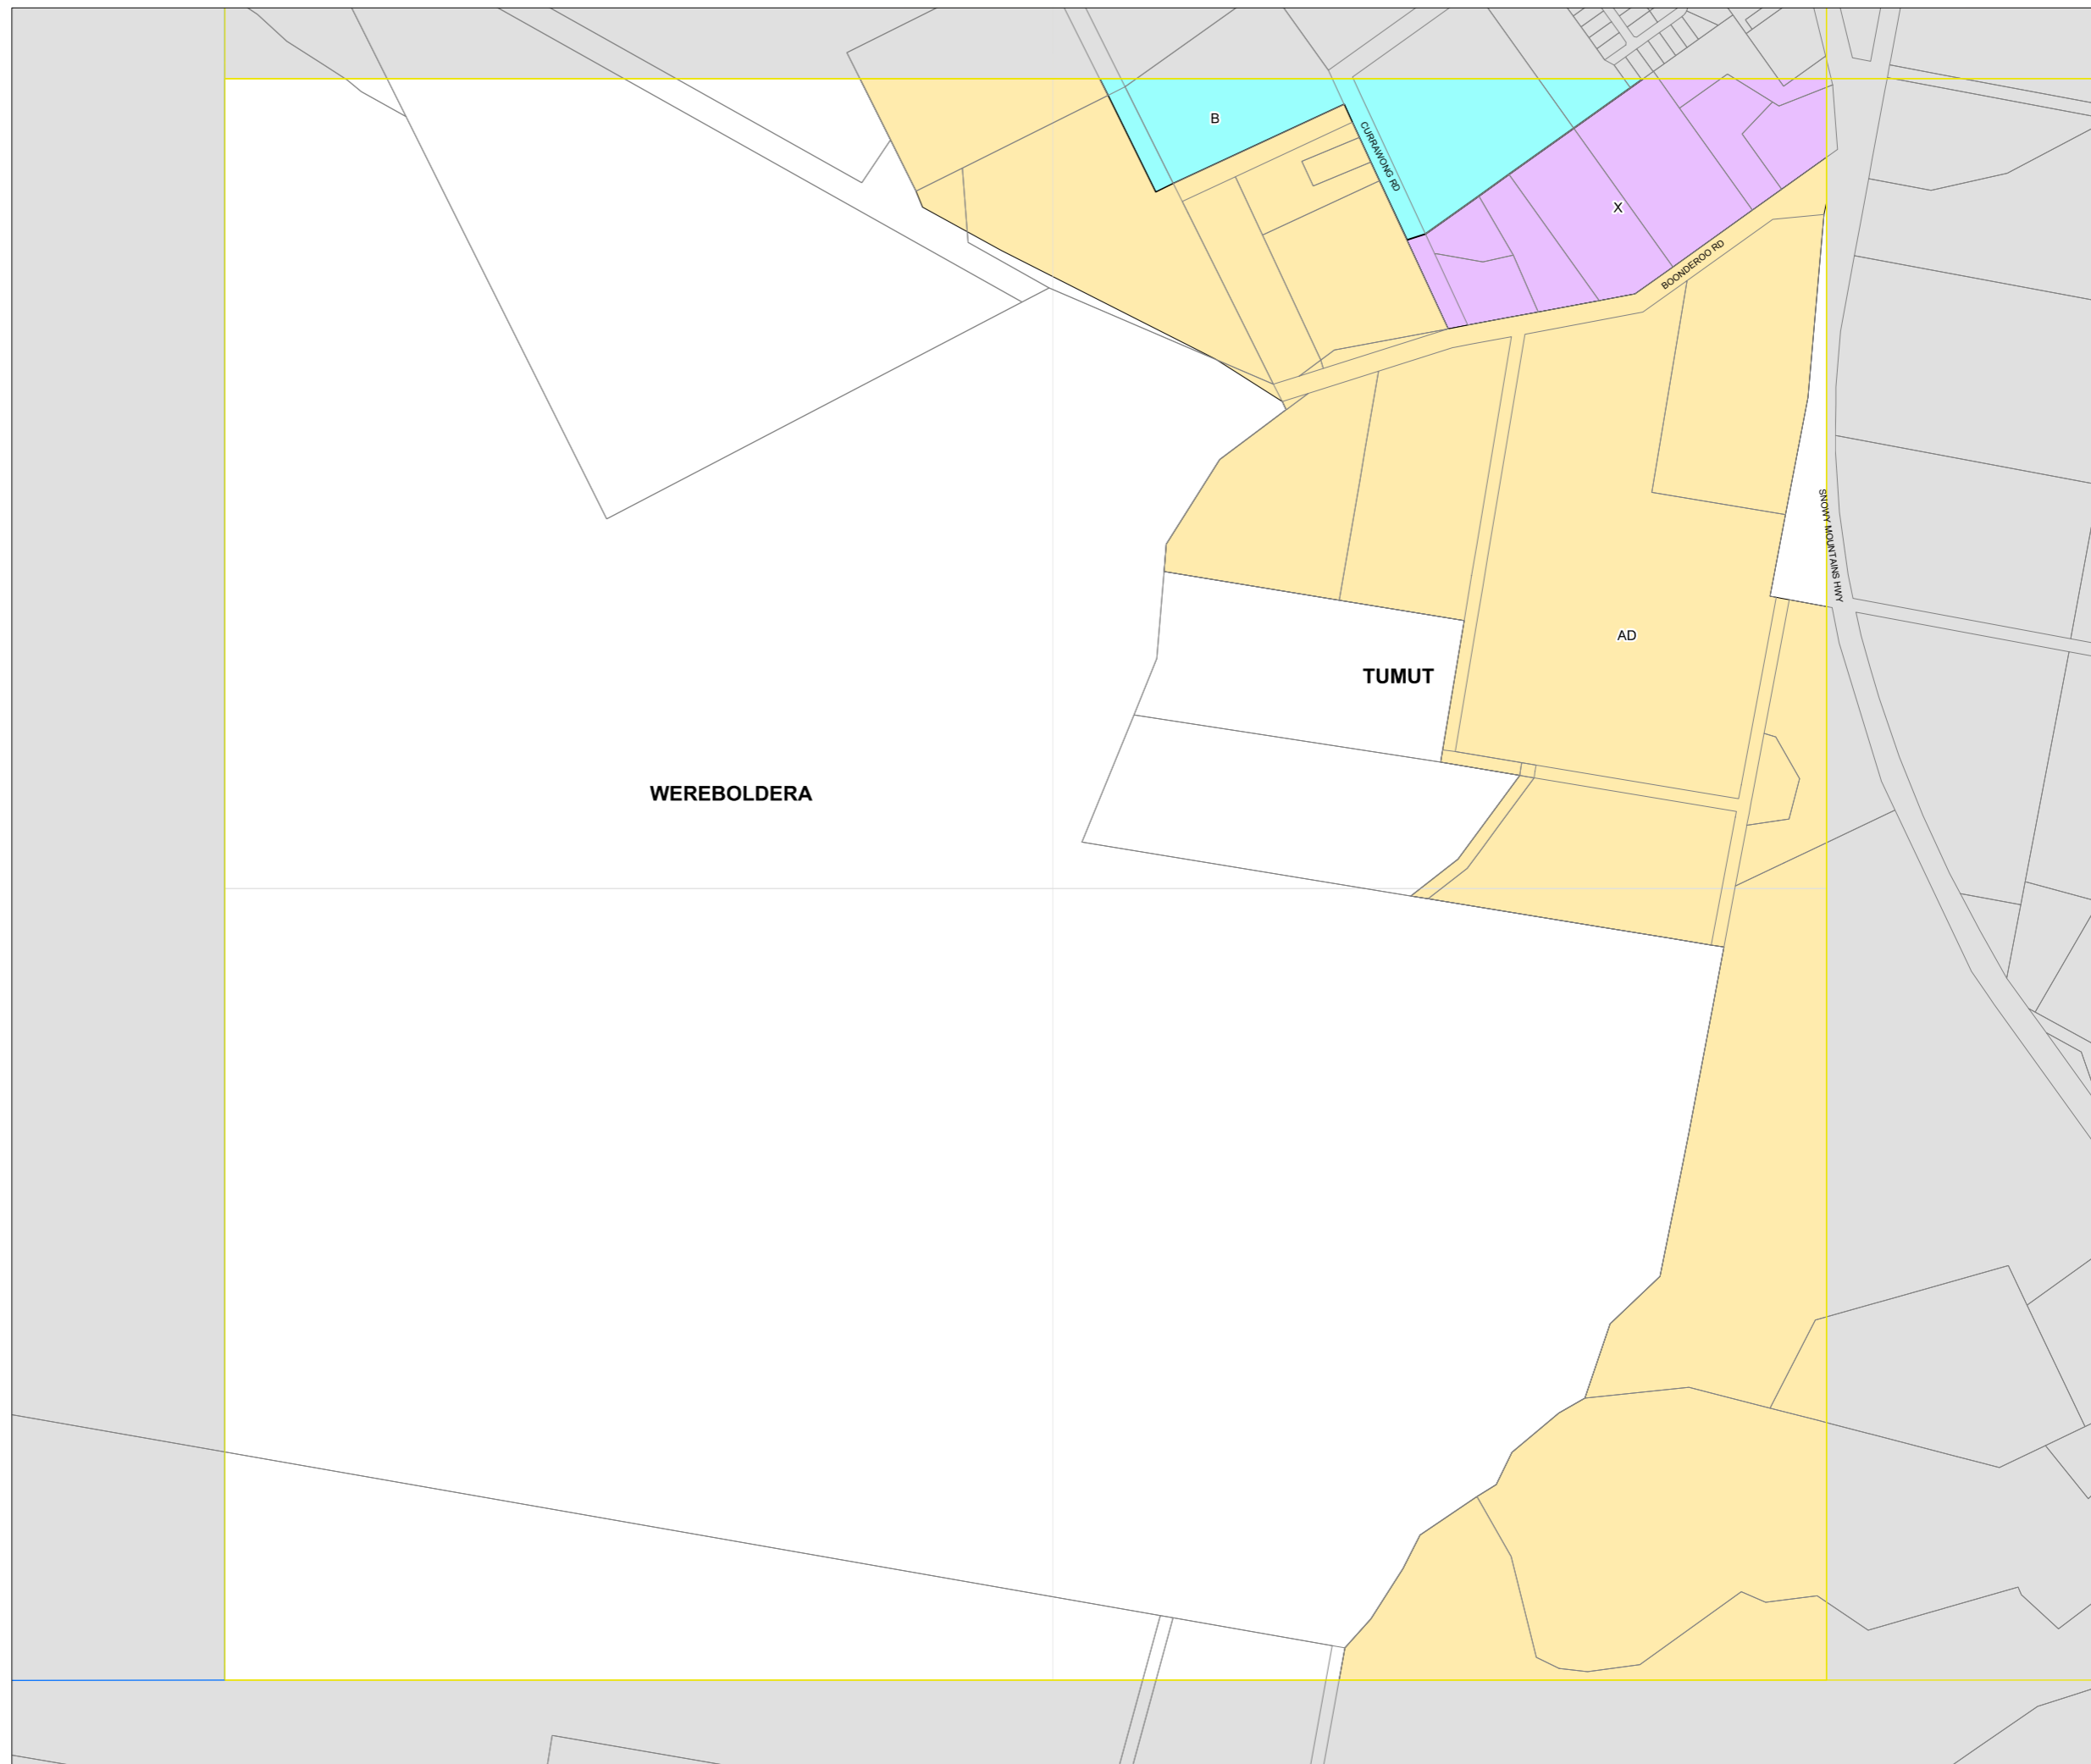 B
CURRAWONG RD
X
BOONDEROO RD
SNOWY MOUNTAINS HWY
AD
TUMUT
WEREBOLDERA